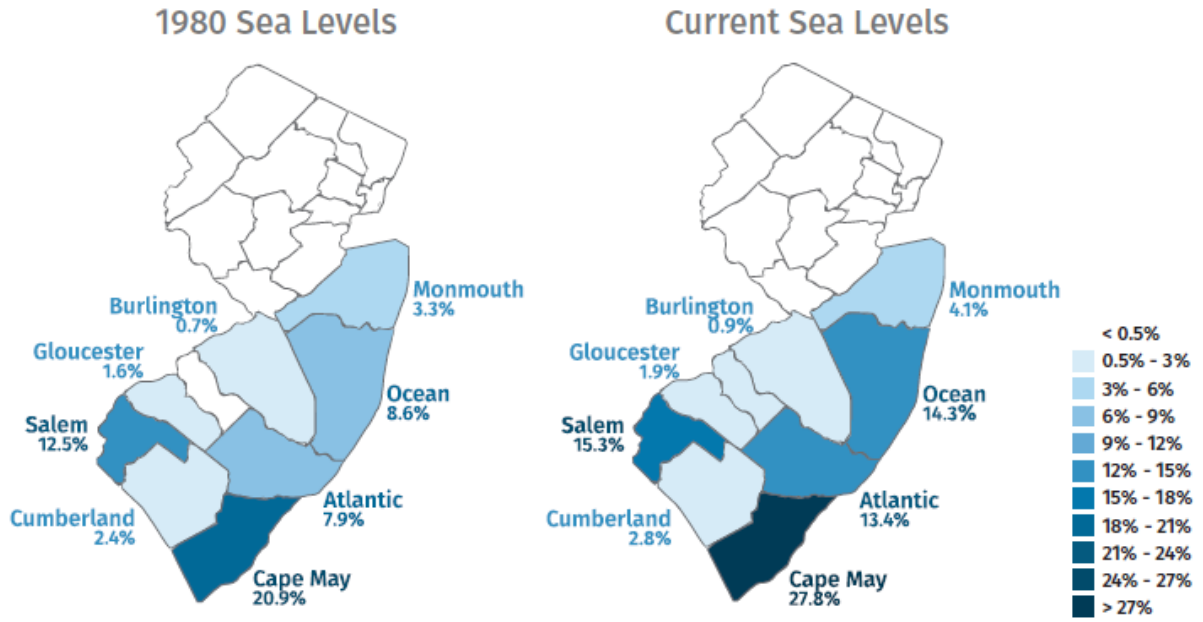 1980 Sea Levels
Burlington
0.7%
Monmouth
3.3%
Gloucester
1.6%
Ocean
8.6%
Salem
12.5%
Atlantic
7.9%
Cumberland
2.4%
Cape May
20.9%
Current Sea Levels
Burlington
0.9%
Monmouth
4.1%
Gloucester
1.9%
Ocean
14.3%
Salem
15.3%
Atlantic
13.4%
Cumberland
2.8%
Cape May
27.8%
< 0.5%
0.5% - 3%
3% - 6%
6% - 9%
9% - 12%
12% - 15%
15% - 18%
18% - 21%
21% - 24%
24% - 27%
> 27%